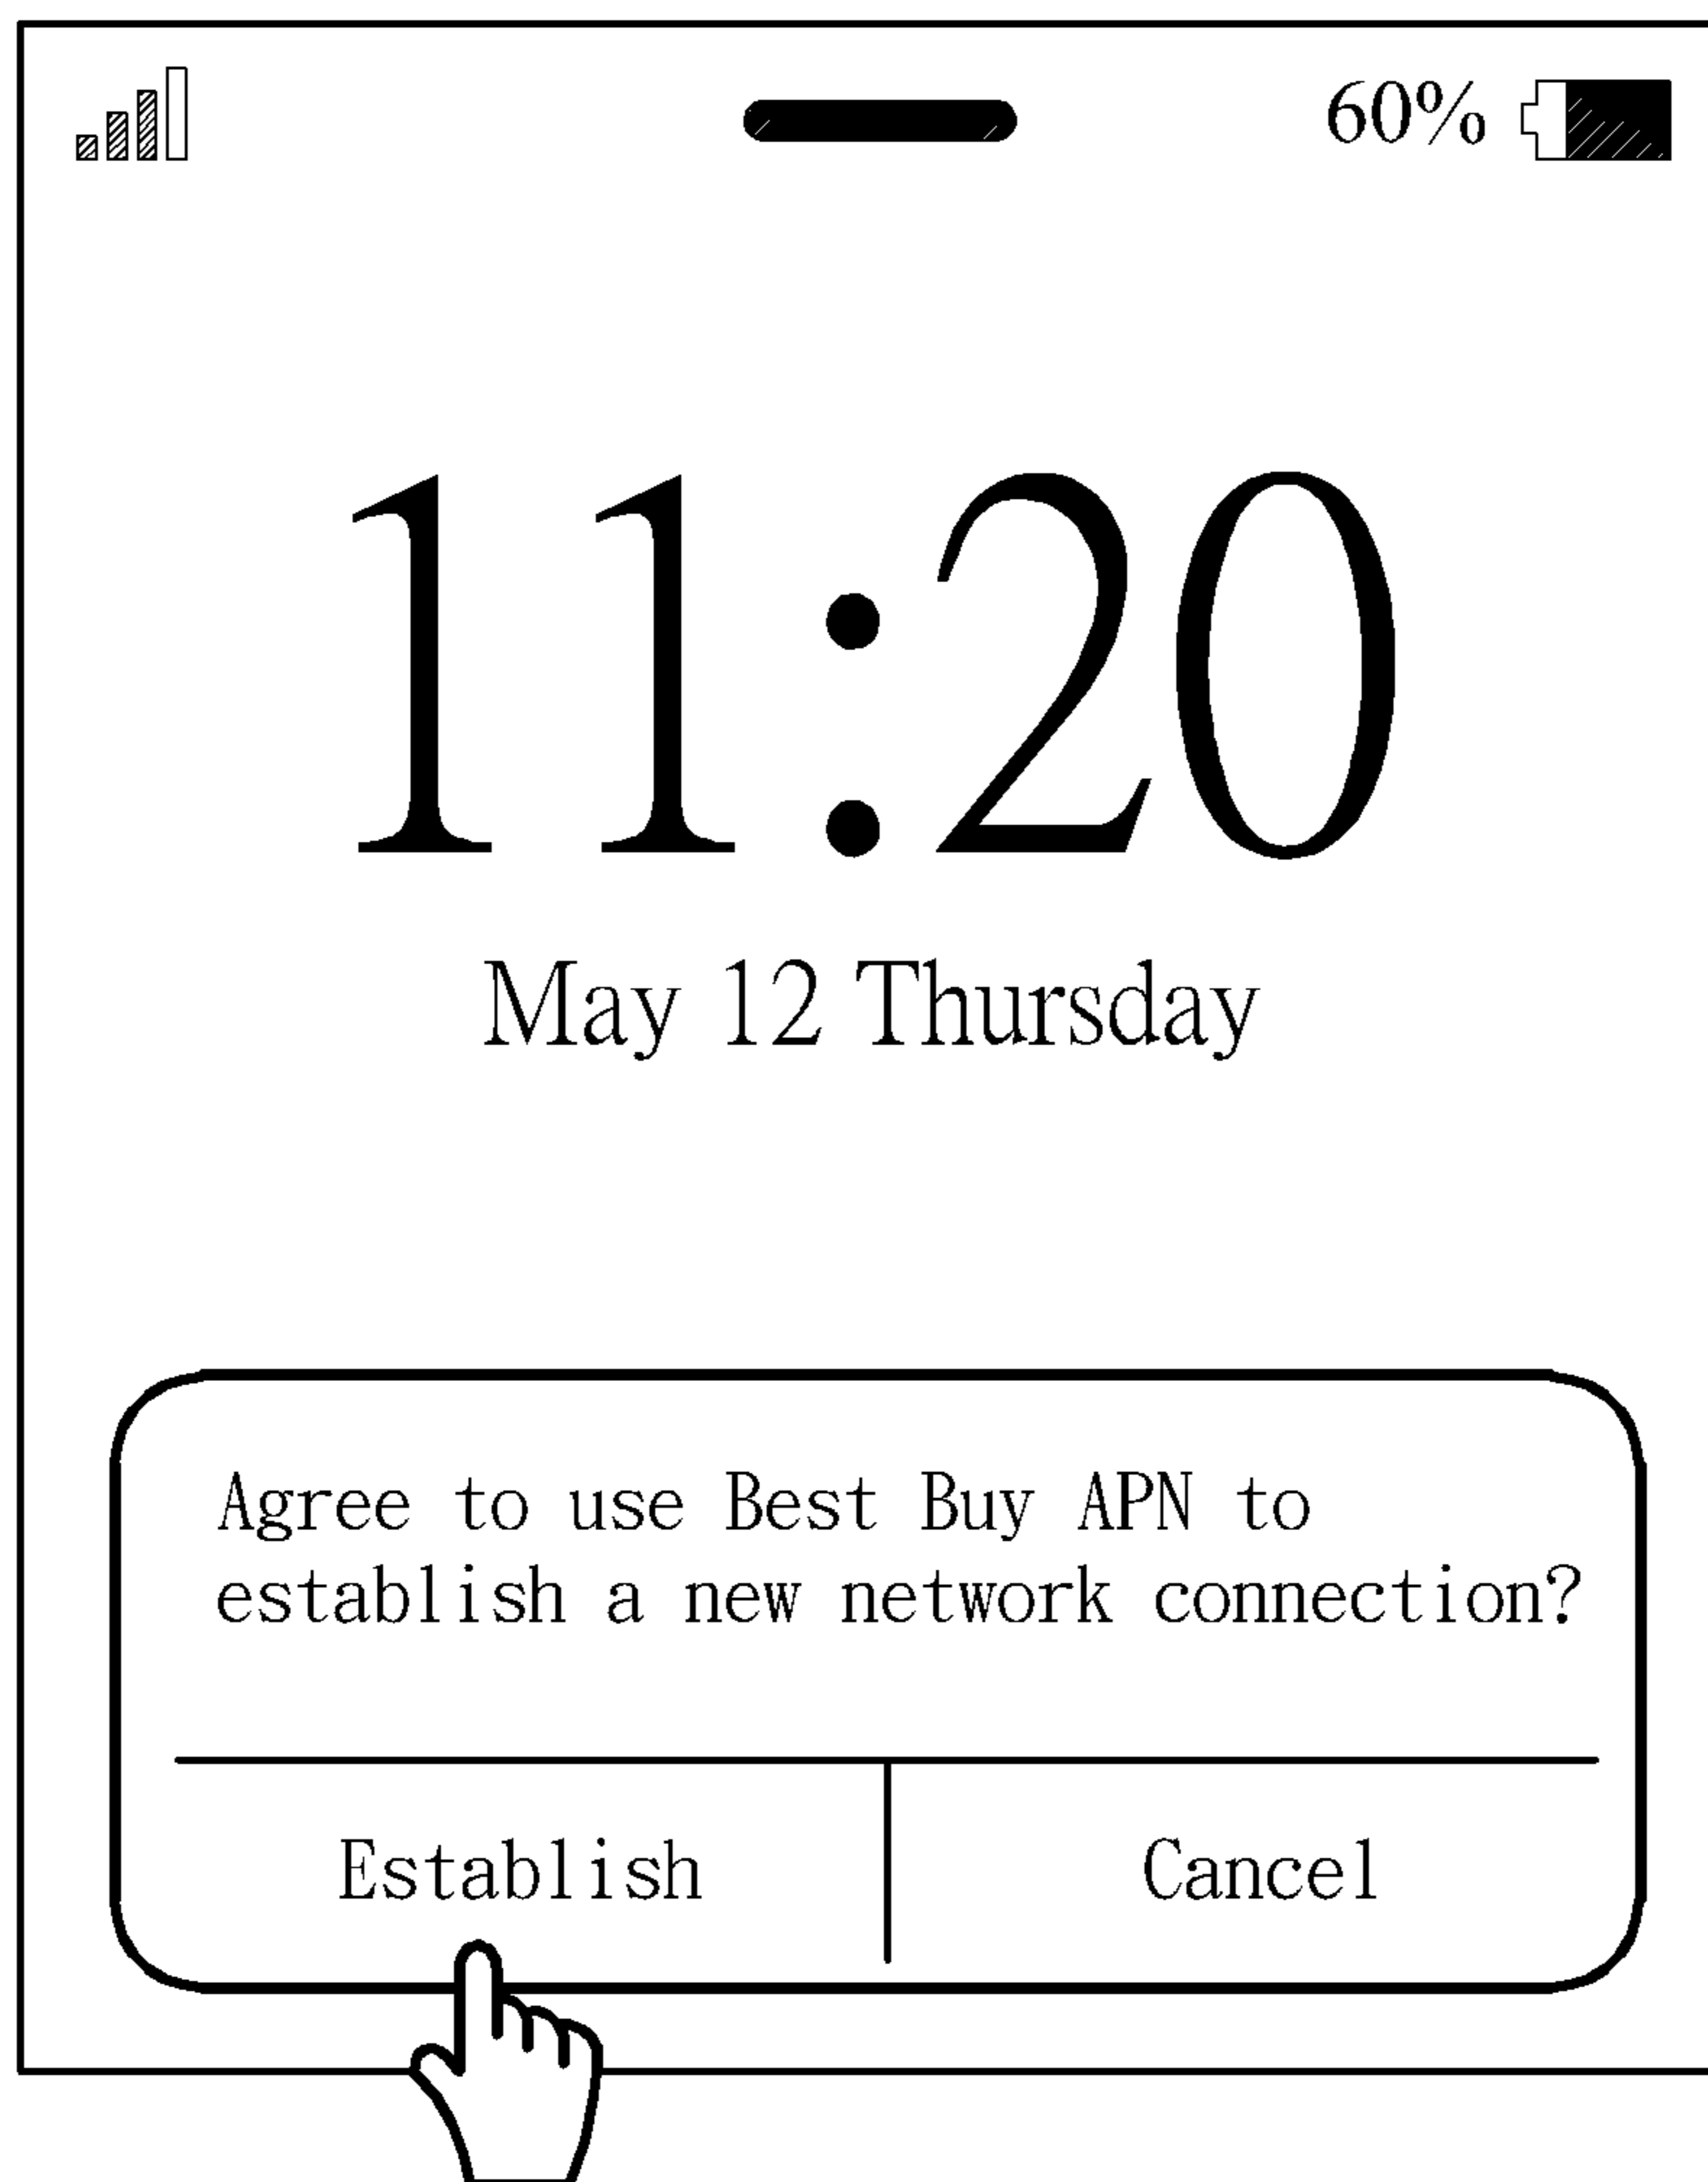 60%
11:20
May 12 Thursday
Agree to use Best Buy APN to
establish a new network connection?
Establish
Cancel